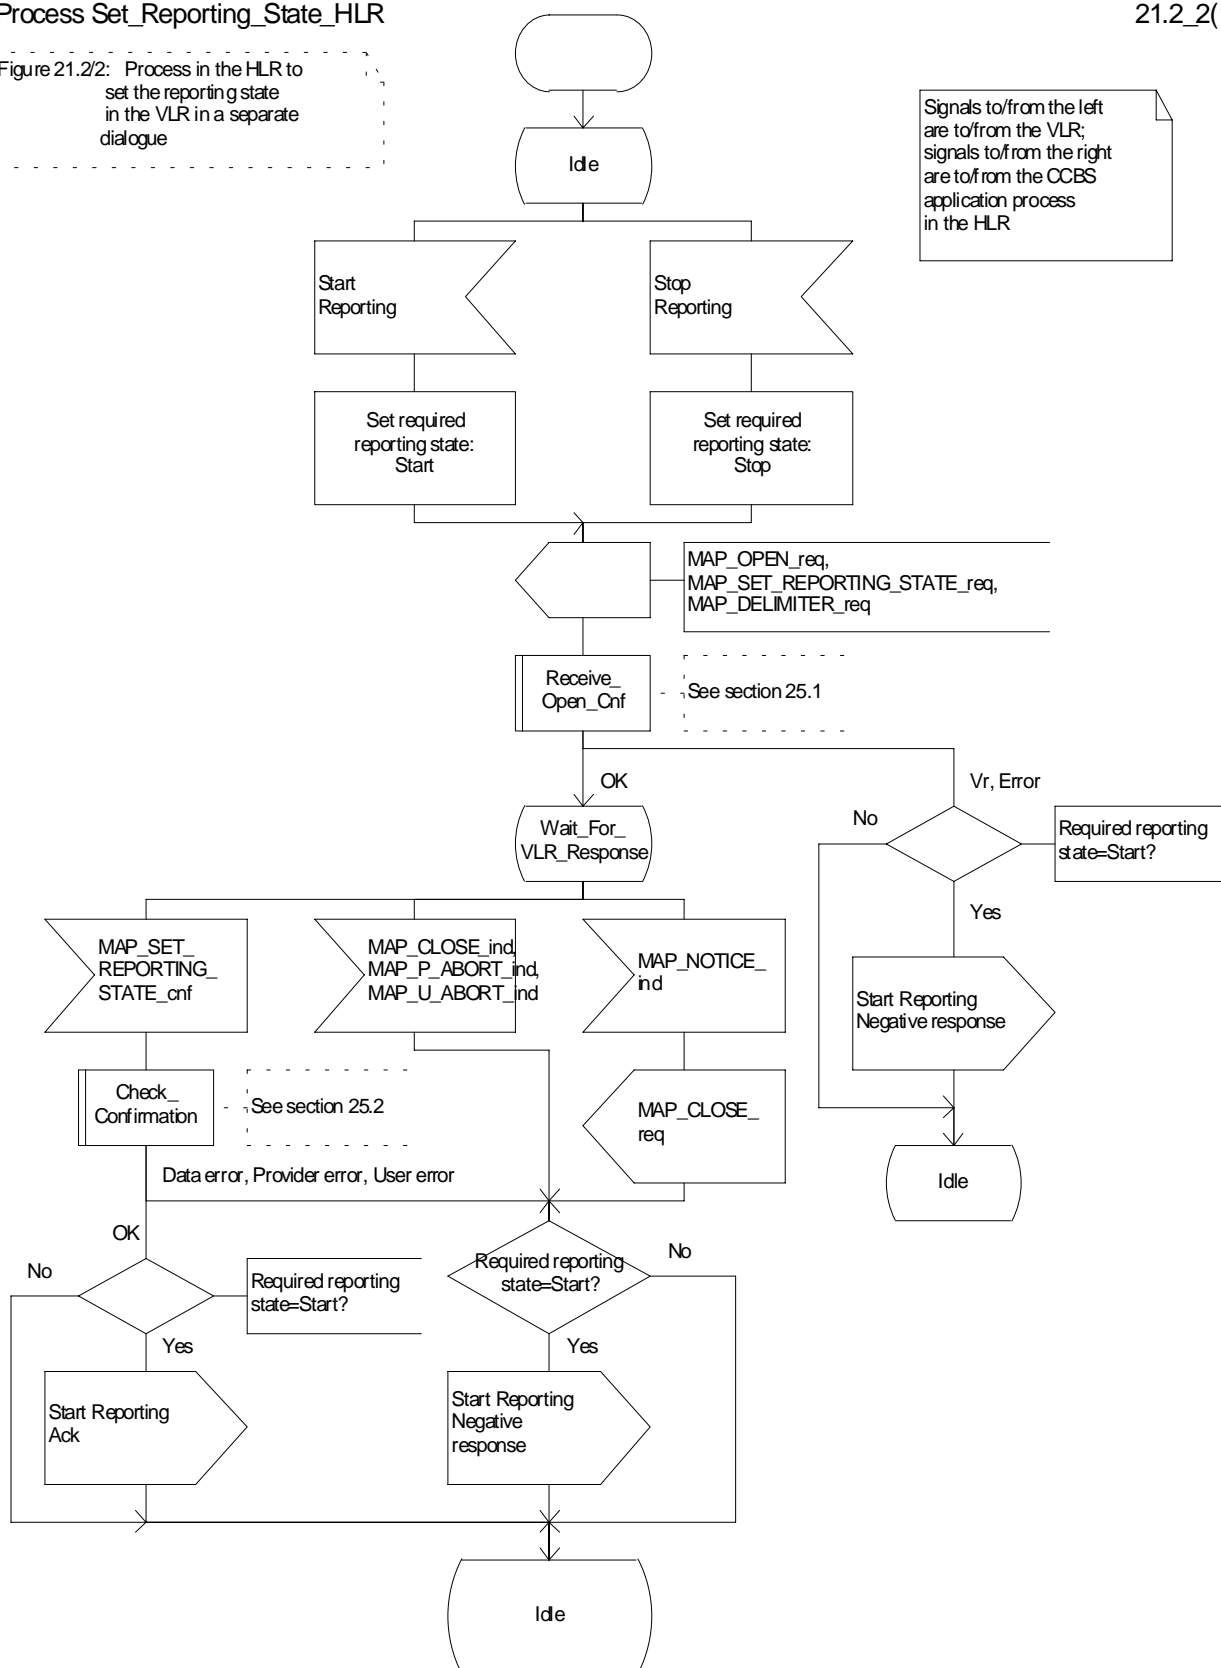 Process Set_Reporting_State_HLR
21.2_2(
Figure 21.2/2: Process in the HLR to
set the reporting state
in the VLR in a separate
dialogue
Signals to/from the left
are to/from the VLR;
signals to/from the right
are to/from the CCBS
application process
in the HLR
Idle
Start
Reporting
Stop
Reporting
Set required
reporting state:
Start
Set required
reporting state:
Stop
MAP_OPEN_req,
MAP_SET_REPORTING_STATE_req,
MAP_DELIMITER_req
Receive_
Open_Cnf
See section 25.1
OK
Vr, Error
Wait_For_
VLR_Response
No
Required reporting
state=Start?
Yes
MAP_SET_
REPORTING_
STATE_cnf
MAP_CLOSE_ind,
MAP_P_ABORT_ind,
MAP_U_ABORT_ind
MAP_NOTICE_
ind
Start Reporting
Negative response
Check_
Confirmation
See section 25.2
MAP_CLOSE_
req
Data error, Provider error, User error
Idle
OK
No
Required reporting
state=Start?
Required reporting
state=Start?
No
Yes
Yes
Start Reporting
Ack
Start Reporting
Negative
response
Idle